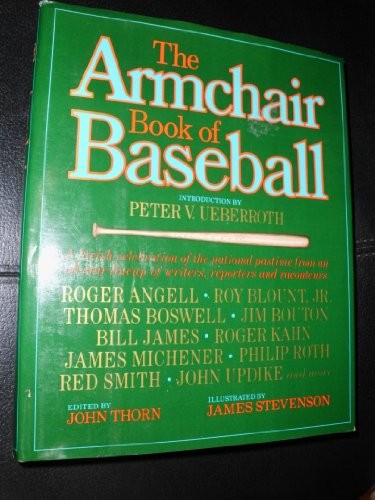 The
Armchair
Book of
Baseball
INTRODUCTION BY
PETER V. UEBERROTH
A lavish celebration of the national pastime from an
all-star lineup of writers, reporters and raconteurs
ROGER ANGELL • ROY BLOUNT, JR.
THOMAS BOSWELL • JIM BOUTON
BILL JAMES • ROGER KAHN
JAMES MICHENER • PHILIP ROTH
RED SMITH • JOHN UPDIKE and more
EDITED BY
JOHN THORN
ILLUSTRATED BY
JAMES STEVENSON